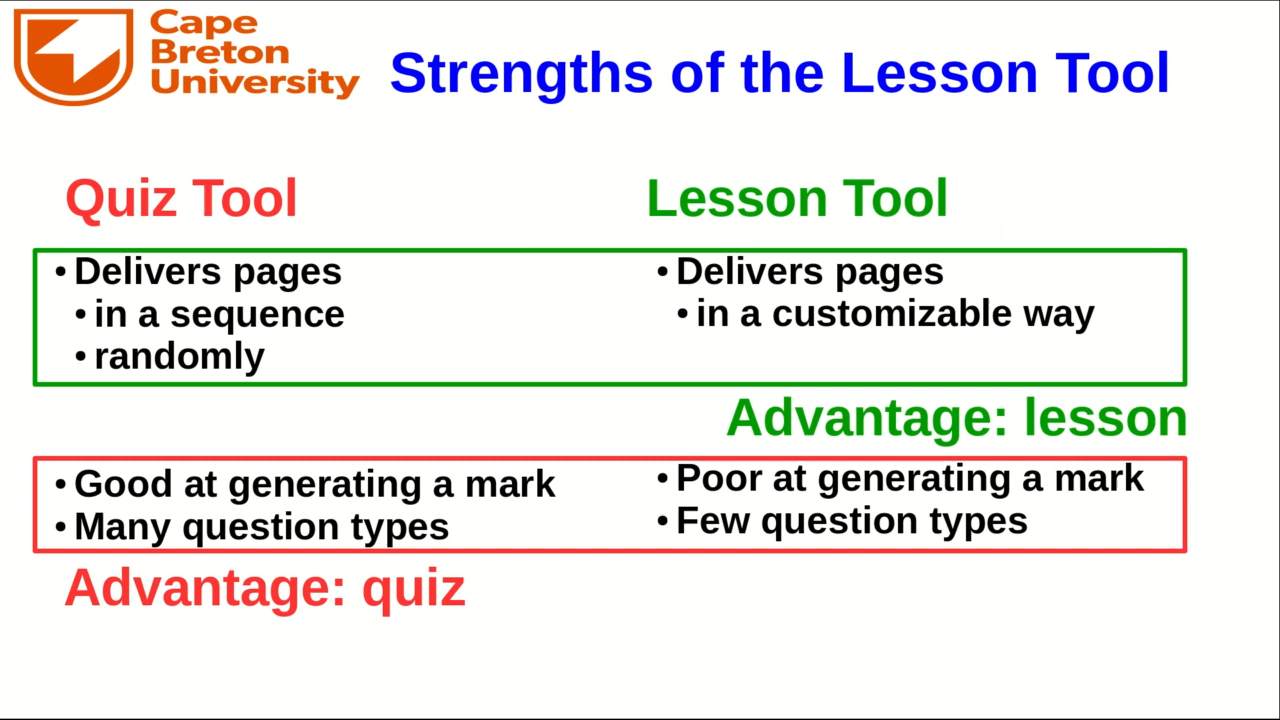 Cape
Breton
University
Strengths of the Lesson Tool
Quiz Tool
Lesson Tool
• Delivers pages
• in a sequence
• randomly
• Delivers pages
• in a customizable way
Advantage: lesson
• Good at generating a mark
• Many question types
• Poor at generating a mark
• Few question types
Advantage: quiz